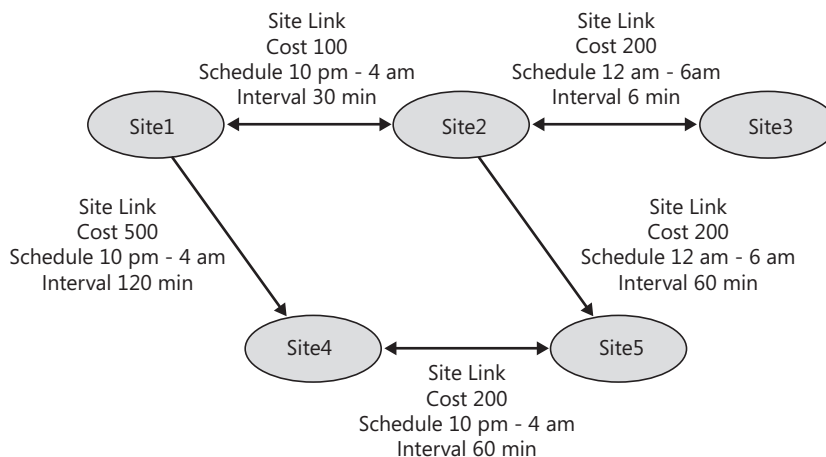 Site Link
Cost 100
Schedule 10 pm - 4 am
Interval 30 min
Site Link
Cost 200
Schedule 12 am - 6am
Interval 6 min
Site1
Site2
Site3
Site Link
Cost 500
Schedule 10 pm - 4 am
Interval 120 min
Site Link
Cost 200
Schedule 12 am - 6 am
Interval 60 min
Site4
Site5
Site Link
Cost 200
Schedule 10 pm - 4 am
Interval 60 min